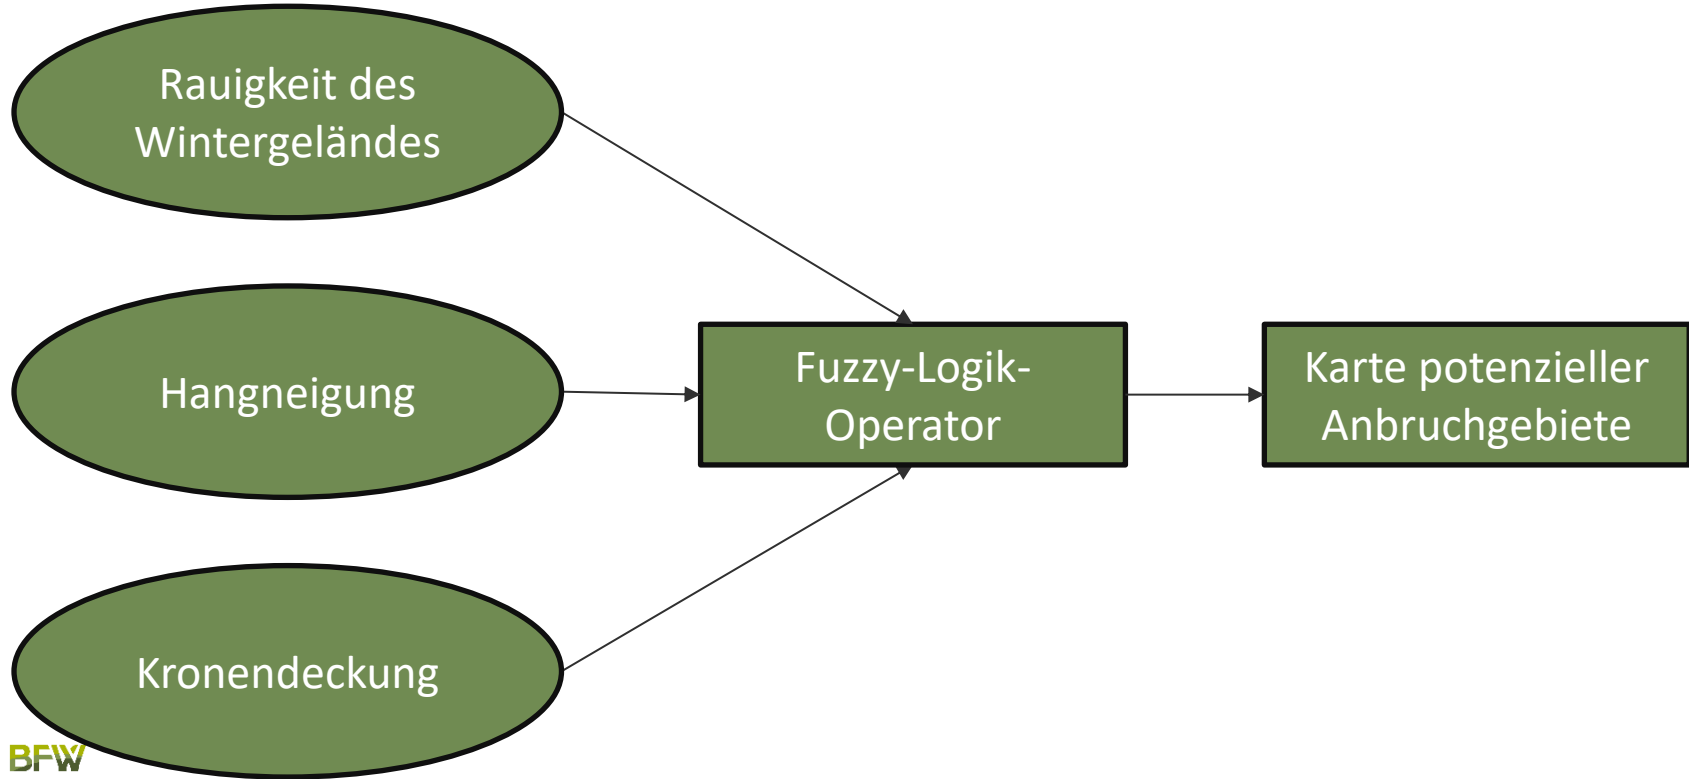 Rauigkeit des
Wintergeländes
Hangneigung
Fuzzy-Logik-
Operator
Karte potenzieller
Anbruchgebiete
Kronendeckung
BFW